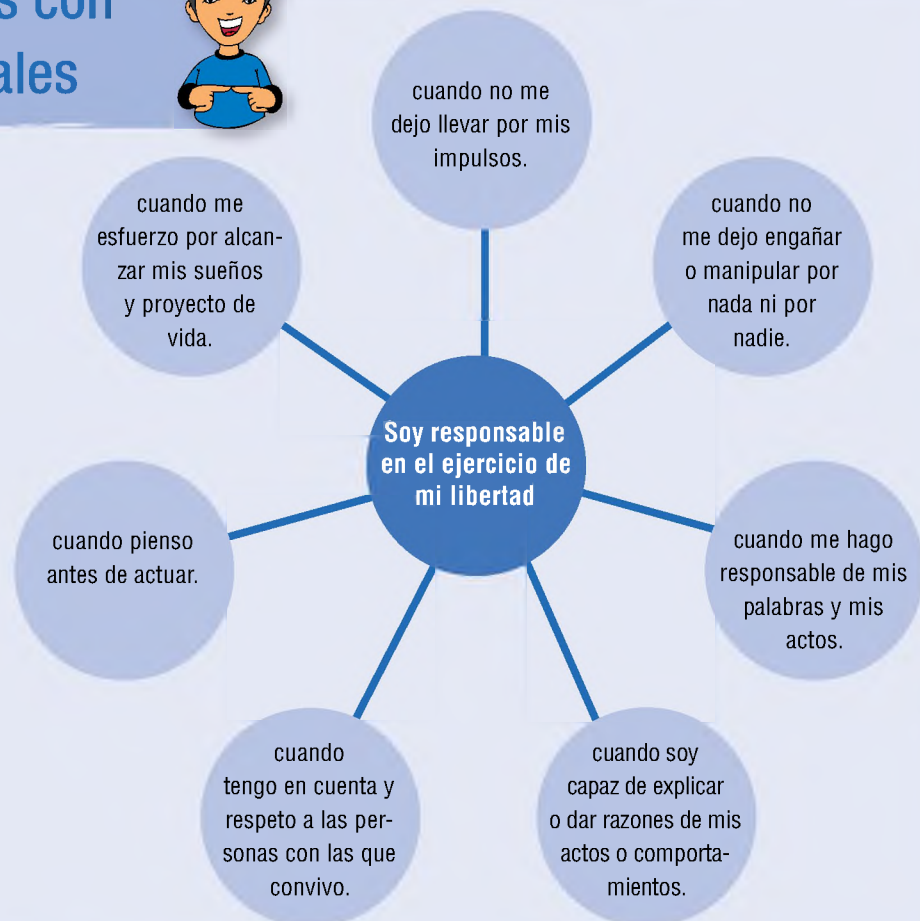 s con
ales
cuando no me
dejo llevar por mis
impulsos.
cuando no
me dejo engañar
o manipular por
nada ni por
nadie.
cuando me hago
responsable de mis
palabras y mis
actos.
cuando soy
capaz de explicar
o dar razones de mis
actos o comporta-
mientos.
cuando
tengo en cuenta y
respeto a las per-
sonas con las que
convivo.
cuando pienso
antes de actuar.
cuando me
esfuerzo por alcan-
zar mis sueños
y proyecto de
vida.
Soy responsable
en el ejercicio de
mi libertad